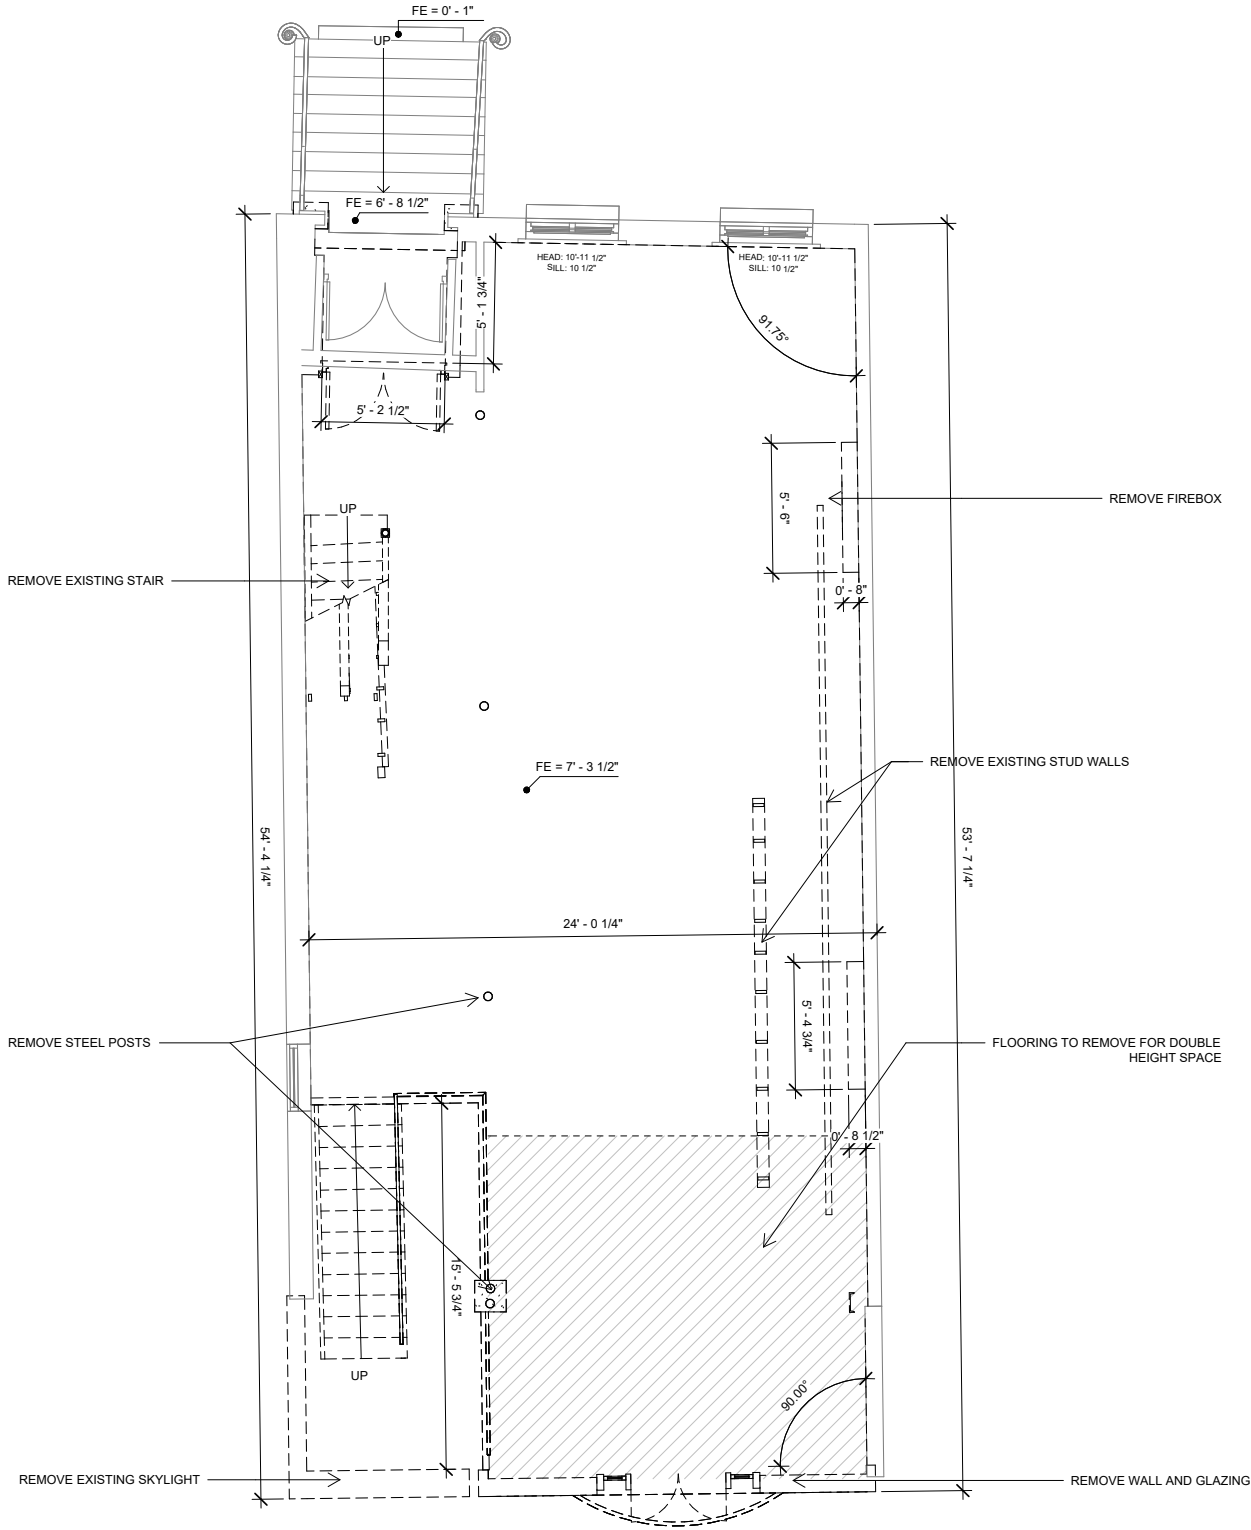 FE = 0' - 1"
UP
FE = 6' - 8 1/2"
HEAD: 10'-11 1/2"
SILL: 10 1/2"
HEAD: 10'-11 1/2"
SILL: 10 1/2"
5' - 1 3/4"
91.75°
5' - 2 1/2"
5' - 6"
REMOVE FIREBOX
UP
REMOVE EXISTING STAIR
0' - 8"
FE = 7' - 3 1/2"
REMOVE EXISTING STUD WALLS
54' - 4 1/4"
53' - 7 1/4"
24' - 0 1/4"
5' - 4 3/4"
REMOVE STEEL POSTS
FLOORING TO REMOVE FOR DOUBLE
HEIGHT SPACE
0' - 8 1/2"
15' - 5 3/4"
UP
90.00°
REMOVE EXISTING SKYLIGHT
REMOVE WALL AND GLAZING